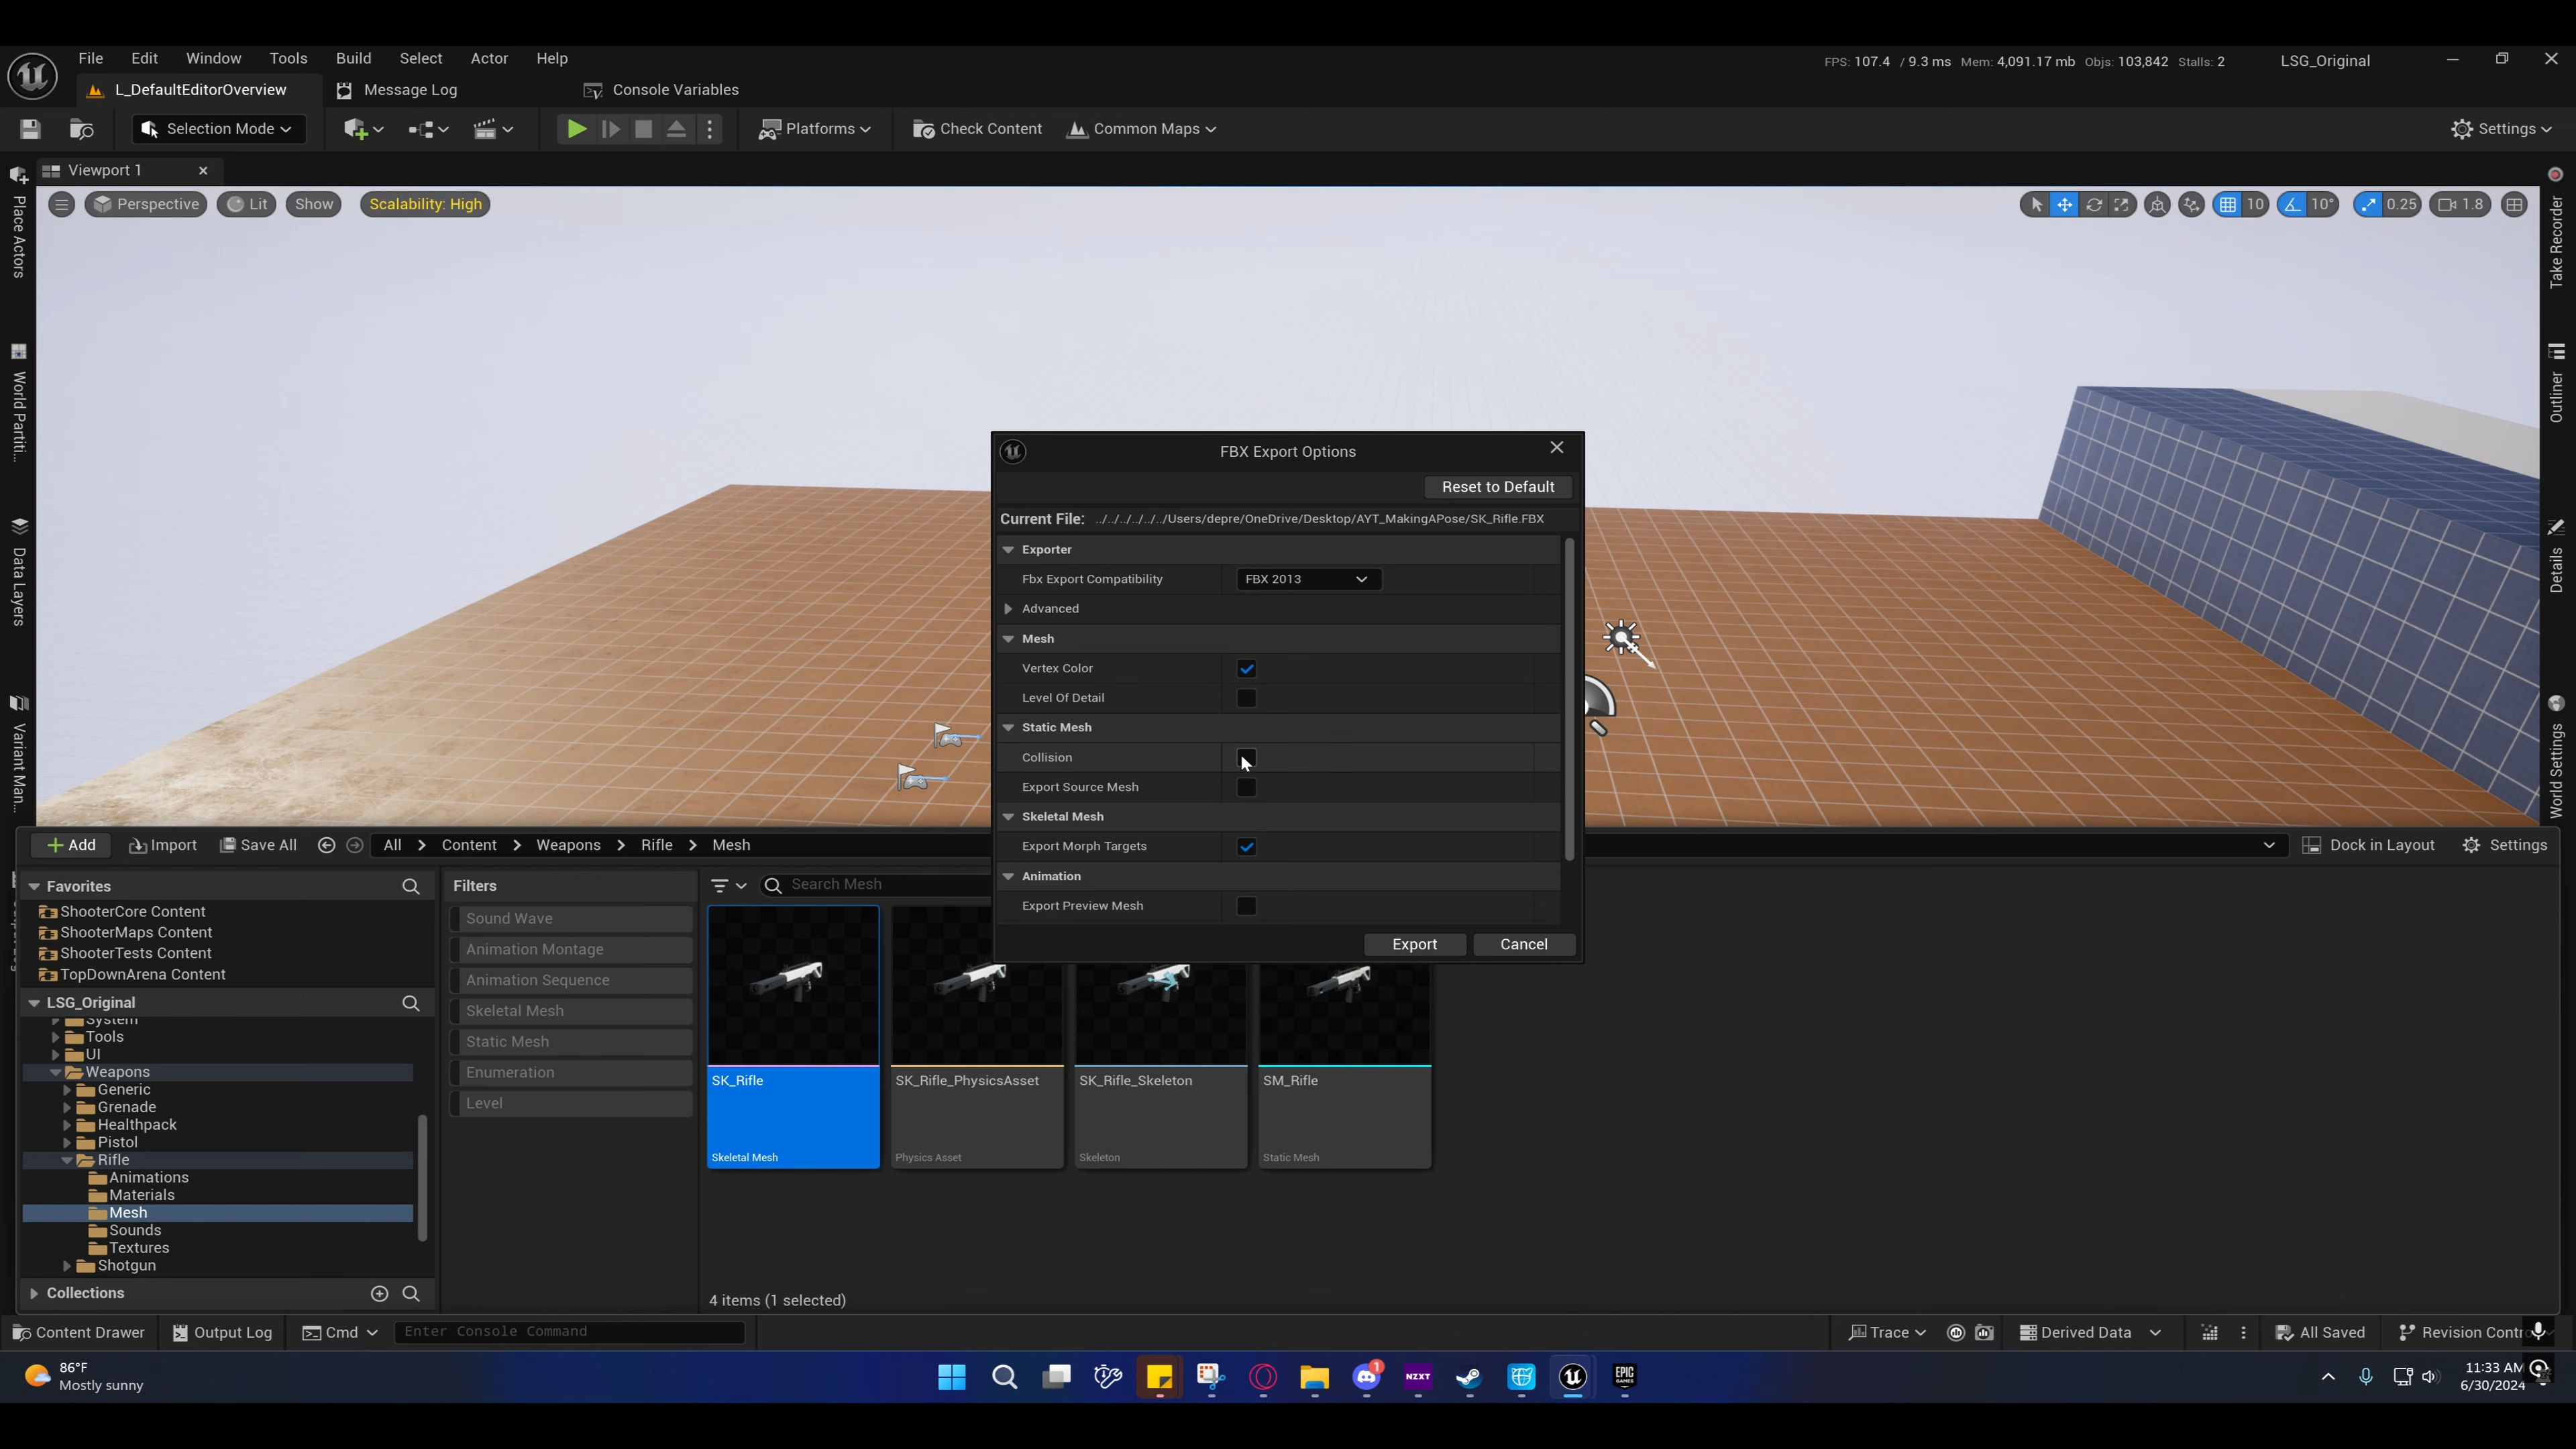 File Edit Window Tools Build Select Actor Help
FPS: 107.4 / 9.3 ms Mem: 4,091.17 mb Objs: 103,842 Stalls: 2
LSG_Original
L_DefaultEditorOverview
Message Log
Console Variables
Selection Mode
Platforms
Check Content
Common Maps
Settings
Viewport 1
Perspective
Lit
Show
Scalability: High
10
10°
0.25
1.8
Place Actors
World Partiti...
Data Layers
Variant Man...
Take Recorder
Outliner
Details
World Settings
FBX Export Options
Reset to Default
Current File: ../../../../../../Users/depre/OneDrive/Desktop/AYT_MakingAPose/SK_Rifle.FBX
Exporter
Fbx Export Compatibility
FBX 2013
Advanced
Mesh
Vertex Color
Level Of Detail
Static Mesh
Collision
Export Source Mesh
Skeletal Mesh
Export Morph Targets
Animation
Export Preview Mesh
Export
Cancel
Add
Import
Save All
All > Content > Weapons > Rifle > Mesh
Dock in Layout
Settings
Favorites
ShooterCore Content
ShooterMaps Content
ShooterTests Content
TopDownArena Content
LSG_Original
System
Tools
UI
Weapons
Generic
Grenade
Healthpack
Pistol
Rifle
Animations
Materials
Mesh
Sounds
Textures
Shotgun
Collections
Filters
Sound Wave
Animation Montage
Animation Sequence
Skeletal Mesh
Static Mesh
Enumeration
Level
Search Mesh
SK_Rifle
Skeletal Mesh
SK_Rifle_PhysicsAsset
Physics Asset
SK_Rifle_Skeleton
Skeleton
SM_Rifle
Static Mesh
4 items (1 selected)
Content Drawer
Output Log
Cmd
Enter Console Command
Trace
Derived Data
All Saved
Revision Contro
86°F
Mostly sunny
1
NZXT
EPIC
GAMES
11:33 AM
6/30/2024